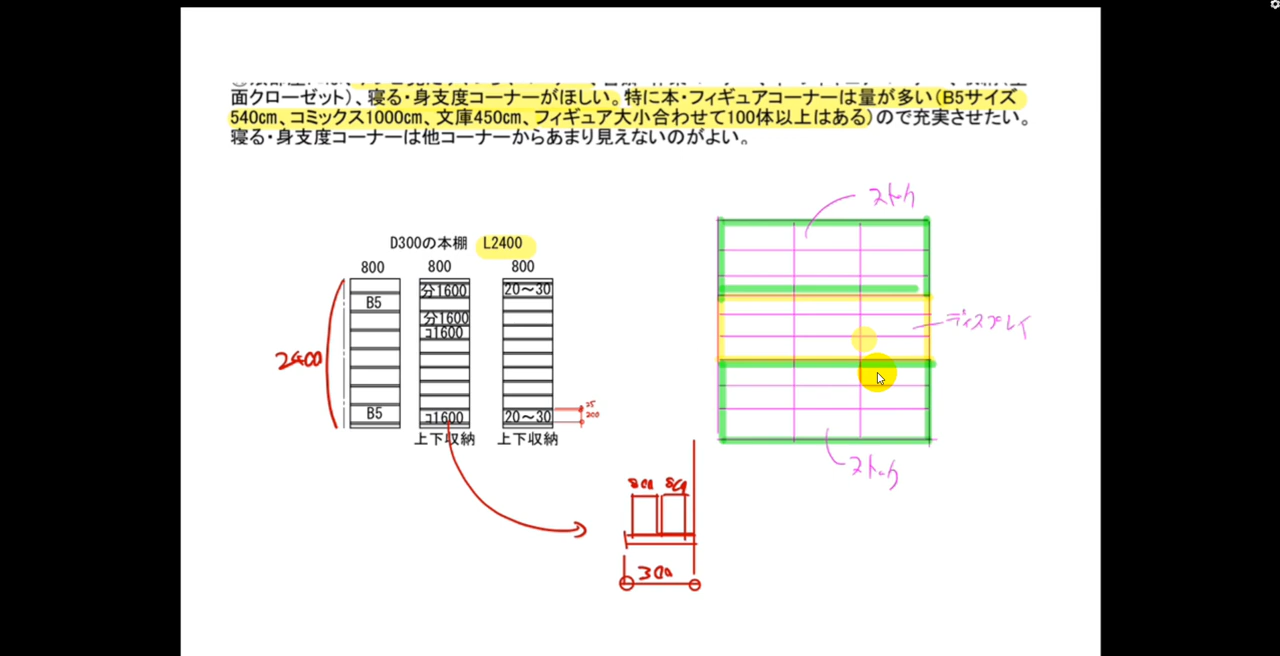 面クローゼット)、寝る・身支度コーナーがほしい。特に本・フィギュアコーナーは量が多い(B5サイズ
540cm、コミックス1000cm、文庫450cm、フィギュア大小合わせて100体以上はある)ので充実させたい。
寝る・身支度コーナーは他コーナーからあまり見えないのがよい。
ストック
D300の本棚 L2400
800 800 800
分1600 20～30
B5
分1600
ｺ1600
ディスプレイ
2400
B5 ｺ1600 20～30
25
200
上下収納 上下収納
ストック
800 800
300